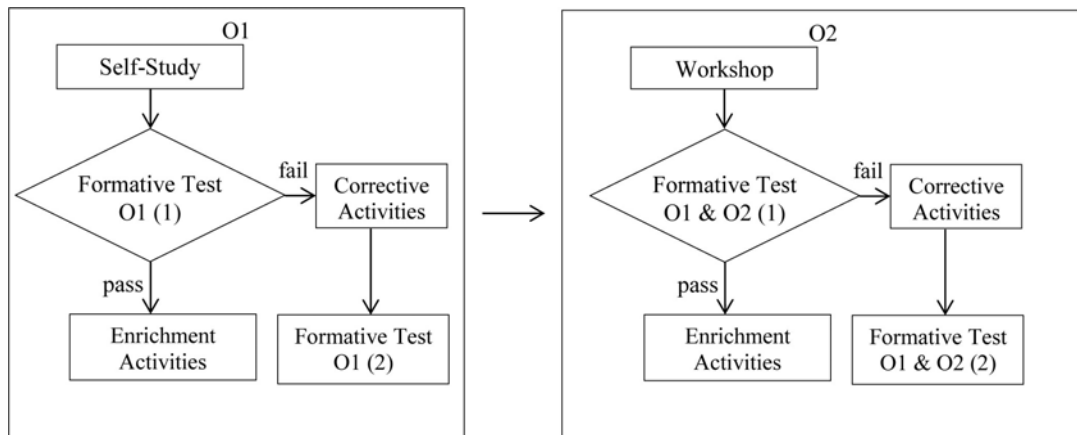 O1
Self-Study
Formative Test
O1 (1)
fail
Corrective
Activities
pass
Enrichment
Activities
Formative Test
O1 (2)
O2
Workshop
Formative Test
O1 & O2 (1)
fail
Corrective
Activities
pass
Enrichment
Activities
Formative Test
O1 & O2 (2)